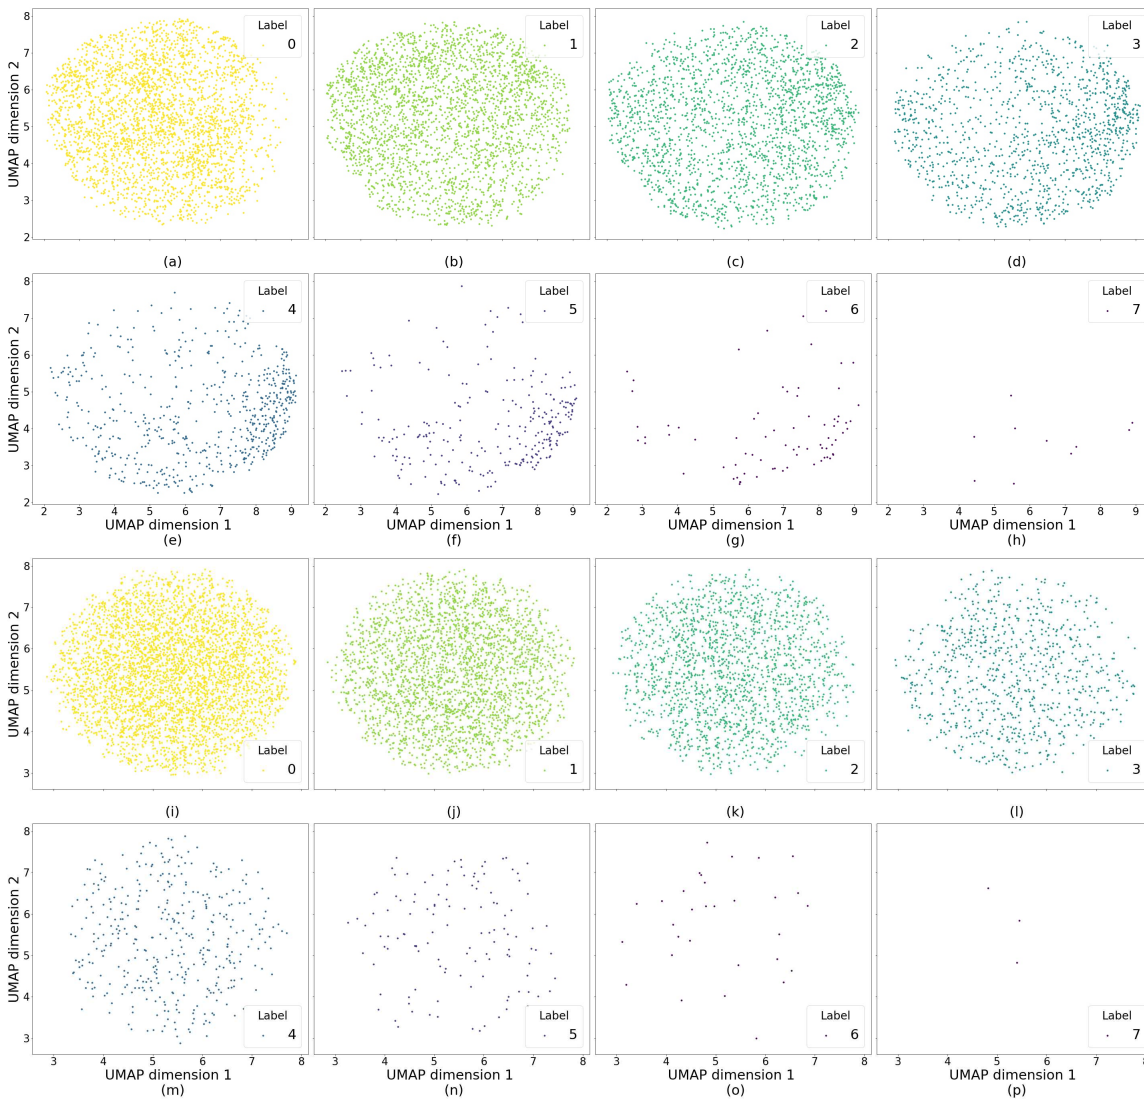 Label
0
Label
1
Label
2
Label
3
UMAP dimension 2
8
7
6
5
4
3
2
(a)
(b)
(c)
(d)
Label
4
Label
5
Label
6
Label
7
UMAP dimension 2
8
7
6
5
4
3
2
2 3 4 5 6 7 8 9
2 3 4 5 6 7 8 9
2 3 4 5 6 7 8 9
2 3 4 5 6 7 8 9
UMAP dimension 1
UMAP dimension 1
UMAP dimension 1
UMAP dimension 1
(e)
(f)
(g)
(h)
UMAP dimension 2
8
7
6
5
4
3
Label
0
Label
1
Label
2
Label
3
(i)
(j)
(k)
(l)
UMAP dimension 2
8
7
6
5
4
3
Label
4
Label
5
Label
6
Label
7
3 4 5 6 7 8
3 4 5 6 7 8
3 4 5 6 7 8
3 4 5 6 7 8
UMAP dimension 1
UMAP dimension 1
UMAP dimension 1
UMAP dimension 1
(m)
(n)
(o)
(p)